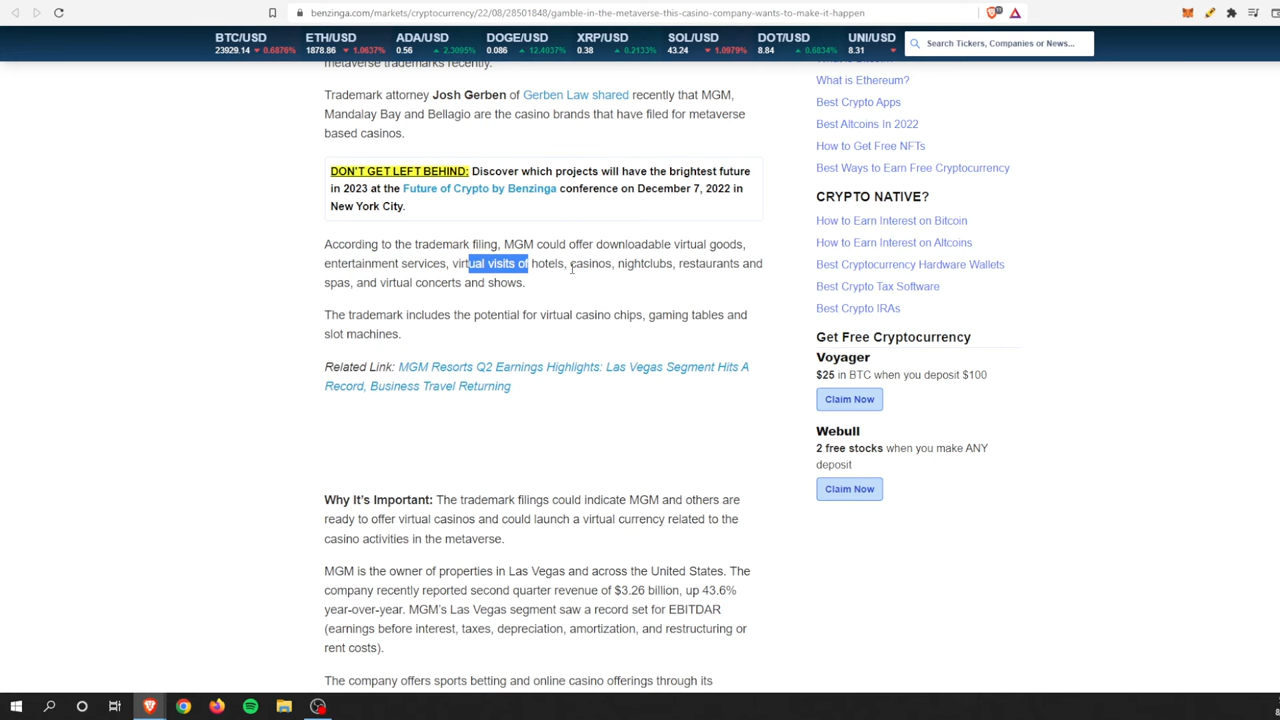 benzinga.com/markets/cryptocurrency/22/08/28501848/gamble-in-the-metaverse-this-casino-company-wants-to-make-it-happen
BTC/USD
23929.14 0.6876%
ETH/USD
1878.86 1.0637%
ADA/USD
0.56 2.3095%
DOGE/USD
0.086 12.4037%
XRP/USD
0.38 0.2133%
SOL/USD
43.24 1.0979%
DOT/USD
8.84 0.6834%
UNI/USD
8.31
Search Tickers, Companies or News...
metaverse trademarks recently.
Trademark attorney Josh Gerben of Gerben Law shared recently that MGM,
Mandalay Bay and Bellagio are the casino brands that have filed for metaverse
based casinos.
DON'T GET LEFT BEHIND: Discover which projects will have the brightest future
in 2023 at the Future of Crypto by Benzinga conference on December 7, 2022 in
New York City.
According to the trademark filing, MGM could offer downloadable virtual goods,
entertainment services, virtual visits of hotels, casinos, nightclubs, restaurants and
spas, and virtual concerts and shows.
The trademark includes the potential for virtual casino chips, gaming tables and
slot machines.
Related Link: MGM Resorts Q2 Earnings Highlights: Las Vegas Segment Hits A
Record, Business Travel Returning
Why It's Important: The trademark filings could indicate MGM and others are
ready to offer virtual casinos and could launch a virtual currency related to the
casino activities in the metaverse.
MGM is the owner of properties in Las Vegas and across the United States. The
company recently reported second quarter revenue of $3.26 billion, up 43.6%
year-over-year. MGM's Las Vegas segment saw a record set for EBITDAR
(earnings before interest, taxes, depreciation, amortization, and restructuring or
rent costs).
The company offers sports betting and online casino offerings through its
What is Bitcoin?
What is Ethereum?
Best Crypto Apps
Best Altcoins In 2022
How to Get Free NFTs
Best Ways to Earn Free Cryptocurrency
CRYPTO NATIVE?
How to Earn Interest on Bitcoin
How to Earn Interest on Altcoins
Best Cryptocurrency Hardware Wallets
Best Crypto Tax Software
Best Crypto IRAs
Get Free Cryptocurrency
Voyager
$25 in BTC when you deposit $100
Claim Now
Webull
2 free stocks when you make ANY
deposit
Claim Now